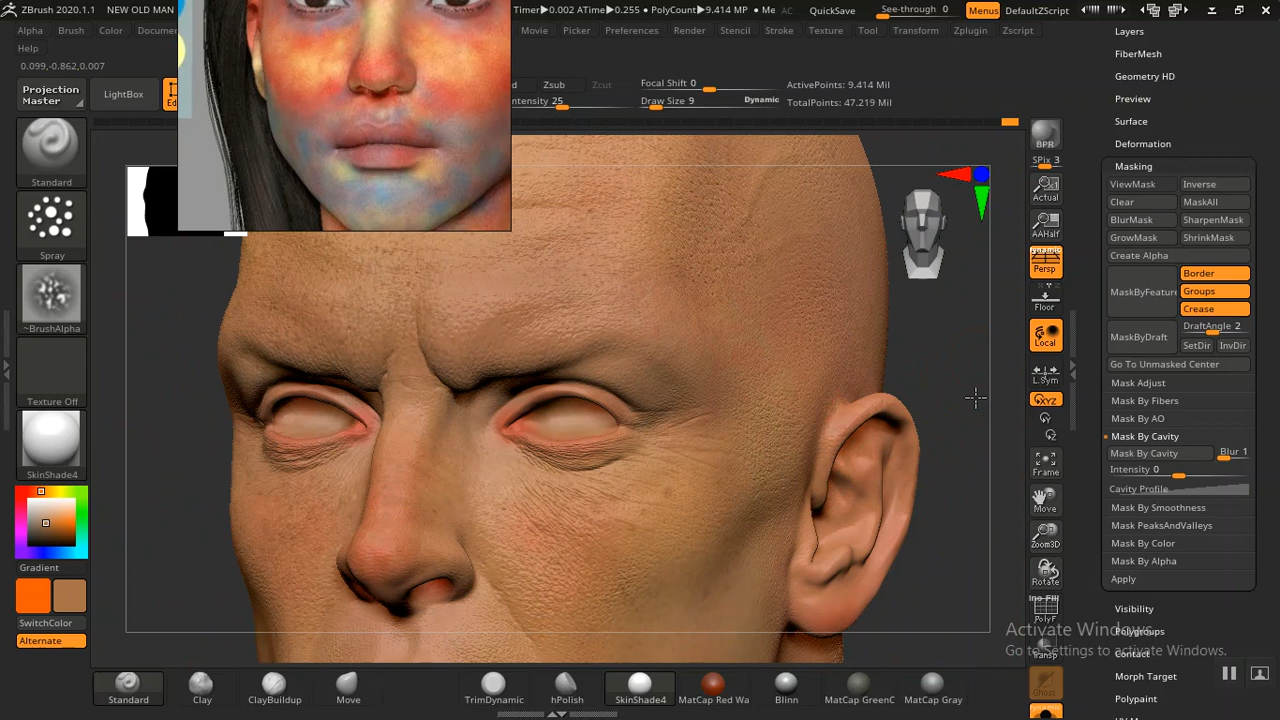 ZBrush 2020.1.1 NEW OLD MAN
Timer▶0.002 ATime▶0.255 ● PolyCount▶9.414 MP ● Me AC QuickSave See-through 0 Menus DefaultZScript
Alpha Brush Color Movie Picker Preferences Render Stencil Stroke Texture Tool Transform Zplugin Zscript
Help
0.099,-0.862,0.007
Projection
Master
LightBox
Zsub Zcut
Intensity 25
Focal Shift 0
Draw Size 9 Dynamic
ActivePoints: 9.414 Mil
TotalPoints: 47.219 Mil
Standard
Spray
~BrushAlpha
Texture Off
SkinShade4
Gradient
SwitchColor
Alternate
BPR
SPix 3
Actual
AAHalf
Dynamic
Persp
X Y Z
Floor
Local
L.Sym
XYZ
Y
Z
Frame
Move
Zoom3D
Rotate
PolyF
Transp
Ghost
Layers
FiberMesh
Geometry HD
Preview
Surface
Deformation
Masking
ViewMask Inverse
Clear MaskAll
BlurMask SharpenMask
GrowMask ShrinkMask
Create Alpha
MaskByFeature
Border
Groups
Crease
MaskByDraft
DraftAngle 2
SetDir InvDir
Go To Unmasked Center
Mask Adjust
Mask By Fibers
Mask By AO
Mask By Cavity
Mask By Cavity Blur 1
Intensity 0
Cavity Profile
Mask By Smoothness
Mask PeaksAndValleys
Mask By Color
Mask By Alpha
Apply
Visibility
Polygroups
Contact
Morph Target
Polypaint
Activate Windows
Go to Settings to activate Windows.
Standard Clay ClayBuildup Move TrimDynamic hPolish SkinShade4 MatCap Red Wa Blinn MatCap GreenC MatCap Gray